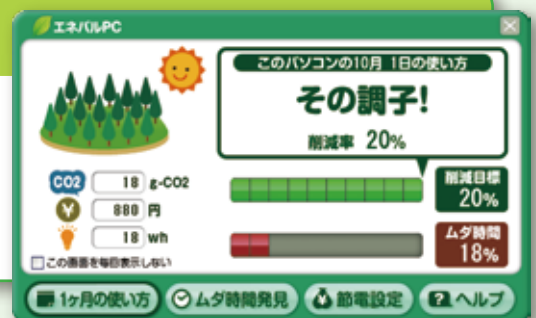 エネパルPC
このパソコンの10月 1日の使い方
その調子!
削減率 20%
CO2 18 g-CO2
¥ 880 円
18 wh
この画面を毎日表示しない
削減目標
20%
ムダ時間
18%
1ヶ月の使い方
ムダ時間発見
節電設定
? ヘルプ